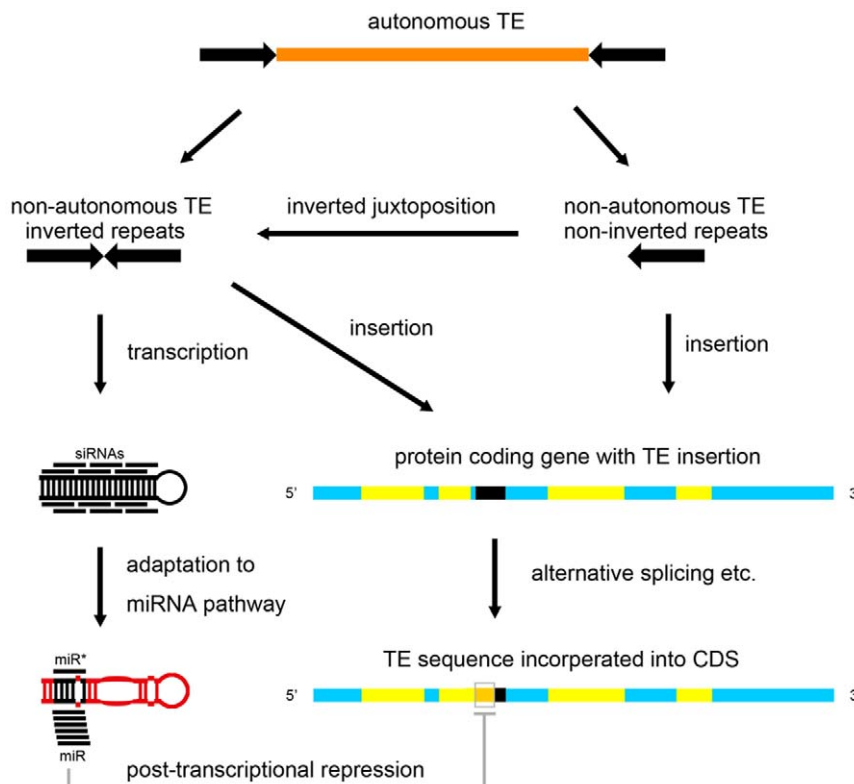 autonomous TE
non-autonomous TE
inverted repeats
inverted juxtoposition
non-autonomous TE
non-inverted repeats
transcription
insertion
insertion
siRNAs
protein coding gene with TE insertion
5'
3'
adaptation to
miRNA pathway
alternative splicing etc.
miR*
TE sequence incorperated into CDS
5'
3'
miR
post-transcriptional repression